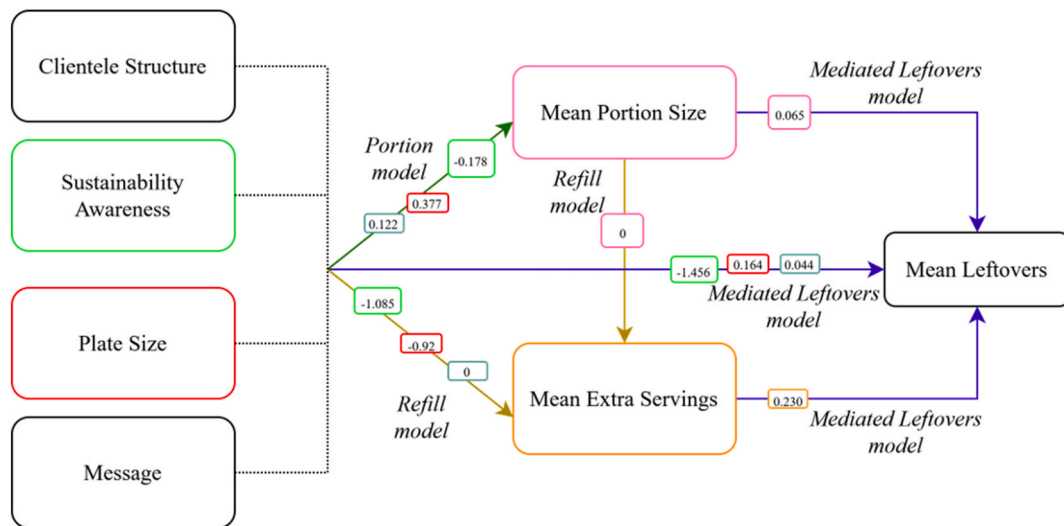 Clientele Structure
Sustainability
Awareness
Plate Size
Message
Portion
model
-0.178
0.377
0.122
Mean Portion Size
Refill
model
0
0.065
Mediated Leftovers
model
-1.456
0.164
0.044
Mediated Leftovers
model
Mean Leftovers
-1.085
-0.92
0
Refill
model
Mean Extra Servings
0.230
Mediated Leftovers
model